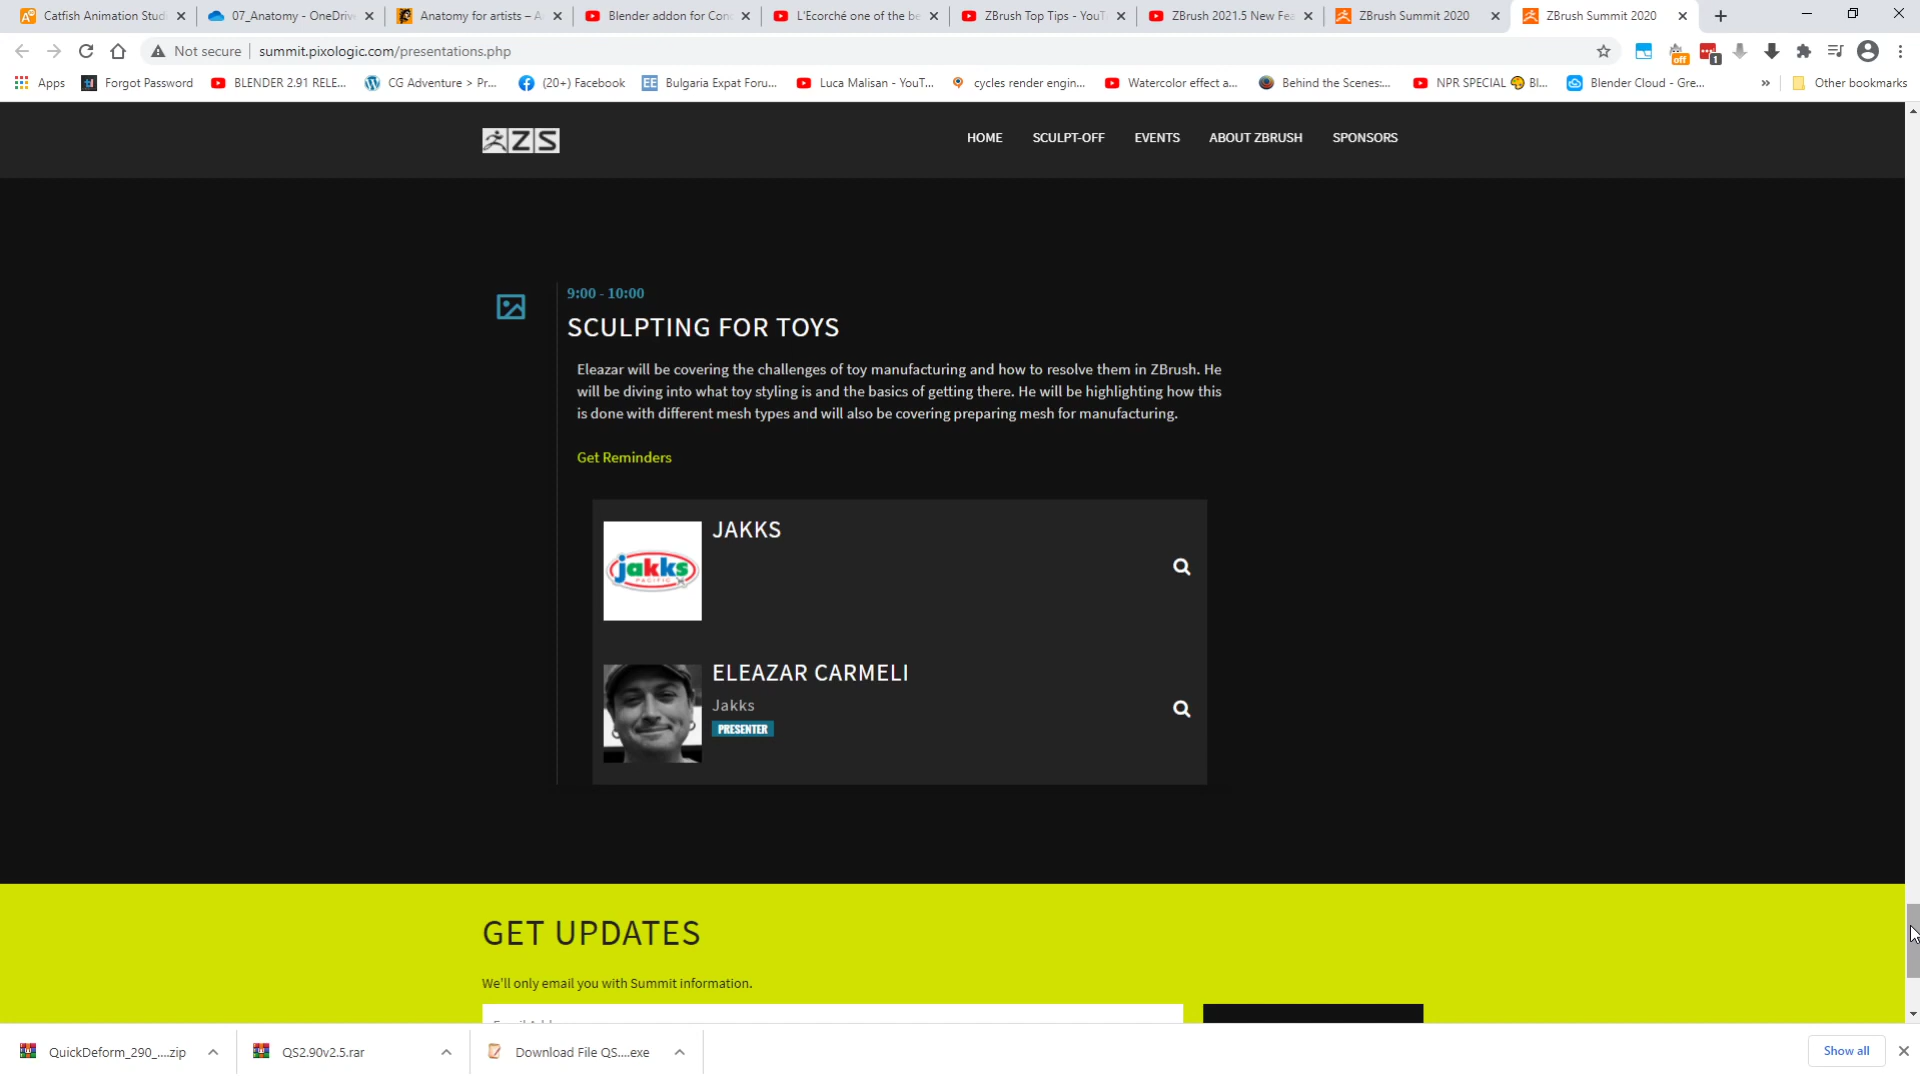 Catfish Animation Stud
07_Anatomy - OneDriv
Anatomy for artists – A
Blender addon for Con
L'Ecorché one of the be
ZBrush Top Tips - YouT
ZBrush 2021.5 New Fea
ZBrush Summit 2020
ZBrush Summit 2020
Not secure
summit.pixologic.com/presentations.php
off
1
Apps
Forgot Password
BLENDER 2.91 RELE...
CG Adventure > Pr...
(20+) Facebook
EE Bulgaria Expat Foru...
Luca Malisan - YouT...
cycles render engin...
Watercolor effect a...
Behind the Scenes:...
NPR SPECIAL Bl...
Blender Cloud - Gre...
»
Other bookmarks
ZS
HOME
SCULPT-OFF
EVENTS
ABOUT ZBRUSH
SPONSORS
9:00 - 10:00
SCULPTING FOR TOYS
Eleazar will be covering the challenges of toy manufacturing and how to resolve them in ZBrush. He
will be diving into what toy styling is and the basics of getting there. He will be highlighting how this
is done with different mesh types and will also be covering preparing mesh for manufacturing.
Get Reminders
jakks
PACIFIC
JAKKS
ELEAZAR CARMELI
Jakks
PRESENTER
GET UPDATES
We'll only email you with Summit information.
QuickDeform_290_....zip
QS2.90v2.5.rar
Download File QS....exe
Show all